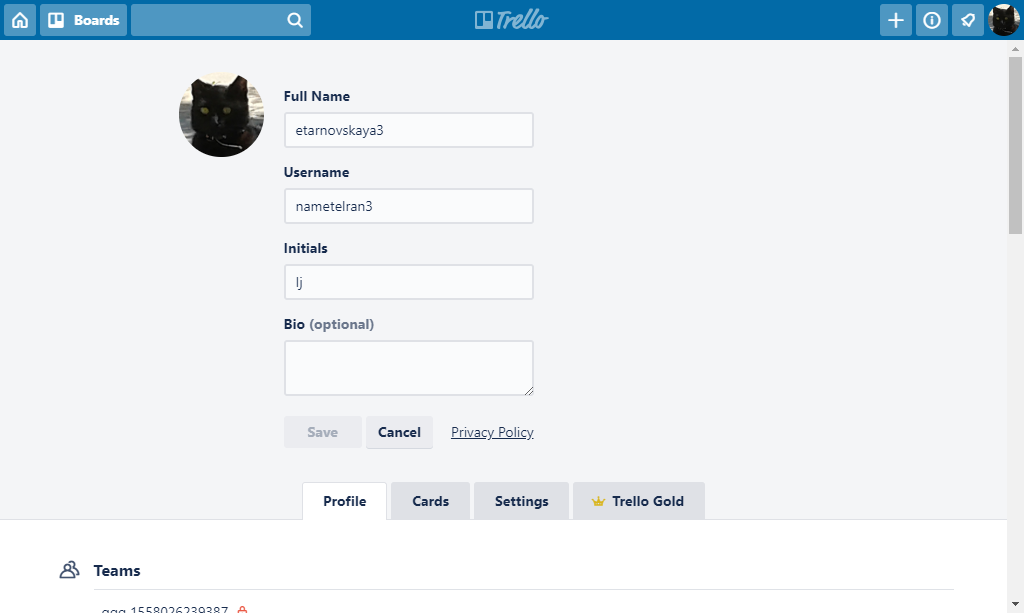 Boards
Trello
Full Name
etarnovskaya3
Username
nametelran3
Initials
lj
Bio (optional)
Save Cancel Privacy Policy
Profile Cards Settings Trello Gold
Teams
qqq 1558026239387